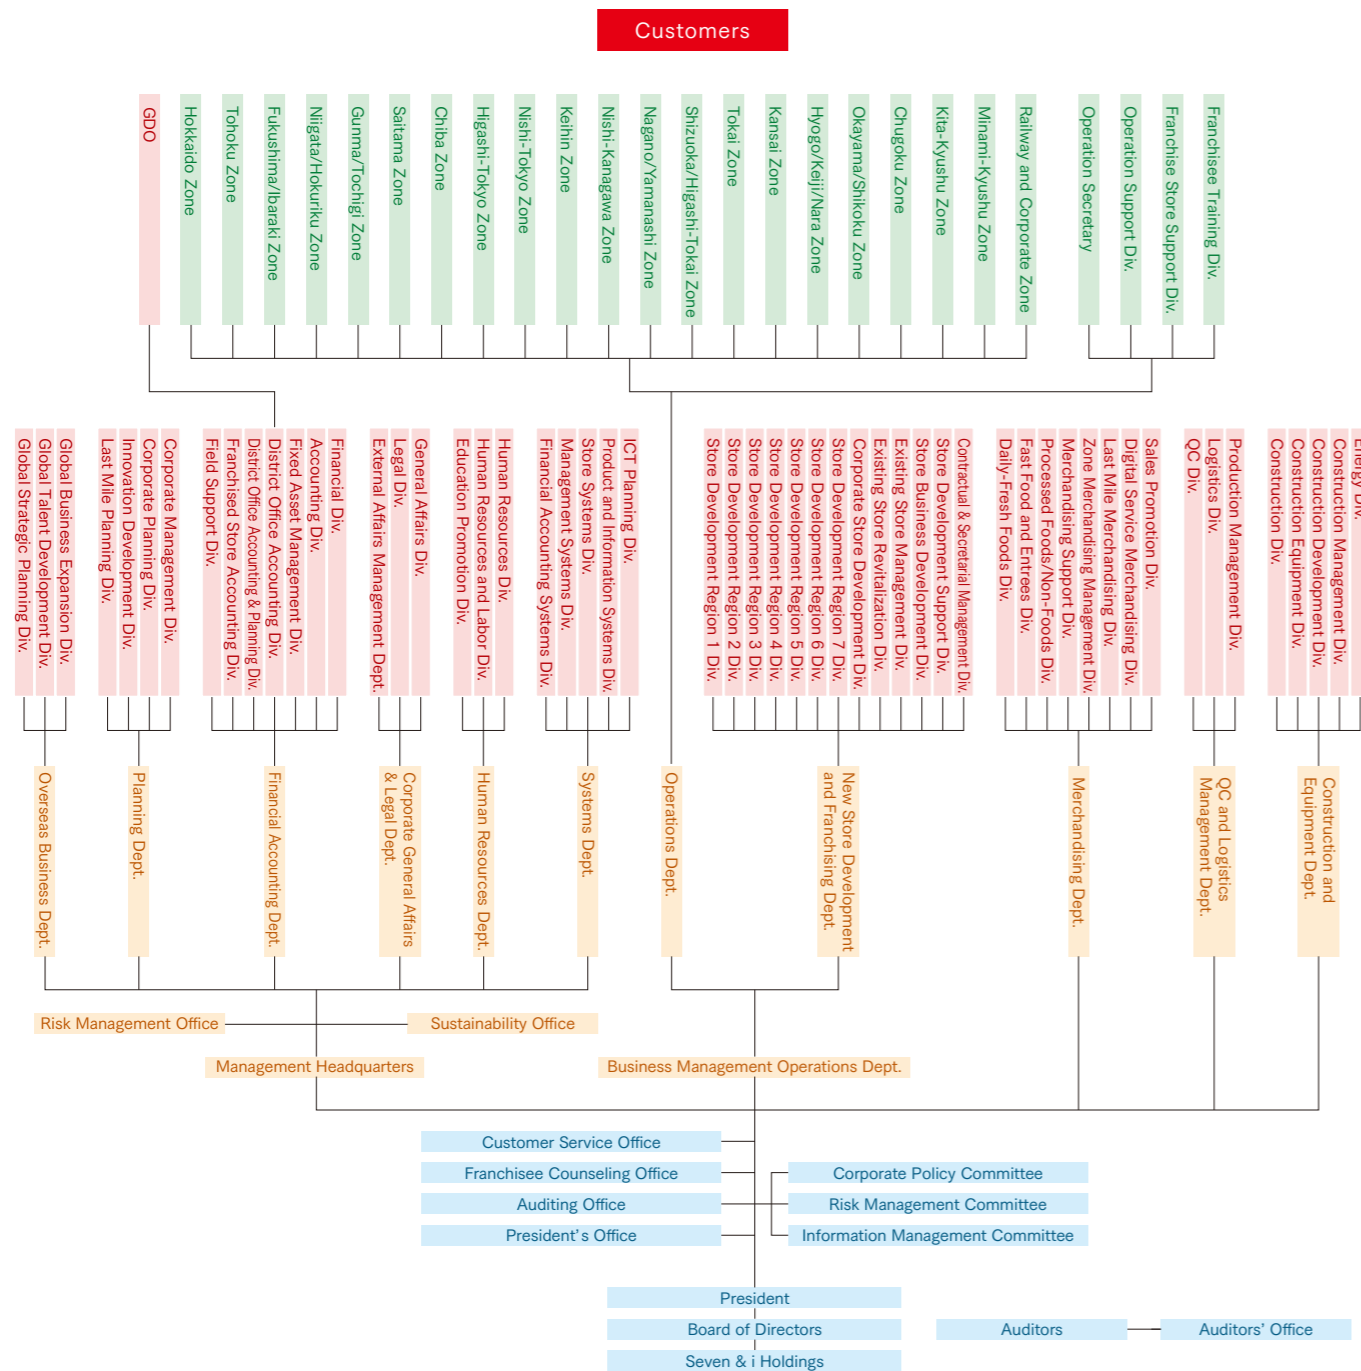 Customers
GDO
Hokkaido Zone
Tohoku Zone
Fukushima/Ibaraki Zone
Niigata/Hokuriku Zone
Gunma/Tochigi Zone
Saitama Zone
Chiba Zone
Higashi-Tokyo Zone
Nishi-Tokyo Zone
Keihin Zone
Nishi-Kanagawa Zone
Nagano/Yamanashi Zone
Shizuoka/Higashi-Tokai Zone
Tokai Zone
Kansai Zone
Hyogo/Keiji/Nara Zone
Okayama/Shikoku Zone
Chugoku Zone
Kita-Kyushu Zone
Minami-Kyushu Zone
Railway and Corporate Zone
Operation Secretary
Operation Support Div.
Franchise Store Support Div.
Franchisee Training Div.
Global Strategic Planning Div.
Global Talent Development Div.
Global Business Expansion Div.
Last Mile Planning Div.
Innovation Development Div.
Corporate Planning Div.
Corporate Management Div.
Field Support Div.
Franchised Store Accounting Div.
District Office Accounting & Planning Div.
District Office Accounting Div.
Fixed Asset Management Div.
Accounting Div.
Financial Div.
External Affairs Management Dept.
Legal Div.
General Affairs Div.
Education Promotion Div.
Human Resources and Labor Div.
Human Resources Div.
Financial Accounting Systems Div.
Management Systems Div.
Store Systems Div.
Product and Information Systems Div.
ICT Planning Div.
Store Development Region 1 Div.
Store Development Region 2 Div.
Store Development Region 3 Div.
Store Development Region 4 Div.
Store Development Region 5 Div.
Store Development Region 6 Div.
Store Development Region 7 Div.
Corporate Store Development Div.
Existing Store Revitalization Div.
Existing Store Management Div.
Store Business Development Div.
Store Development Support Div.
Contractual & Secretarial Management Div.
Daily-Fresh Foods Div.
Fast Food and Entrees Div.
Processed Foods/Non-Foods Div.
Merchandising Support Div.
Zone Merchandising Management Div.
Last Mile Merchandising Div.
Digital Service Merchandising Div.
Sales Promotion Div.
QC Div.
Logistics Div.
Production Management Div.
Construction Div.
Construction Equipment Div.
Construction Development Div.
Construction Management Div.
Energy Div.
Overseas Business Dept.
Planning Dept.
Financial Accounting Dept.
Corporate General Affairs
& Legal Dept.
Human Resources Dept.
Systems Dept.
Operations Dept.
New Store Development
and Franchising Dept.
Merchandising Dept.
QC and Logistics
Management Dept.
Construction and
Equipment Dept.
Risk Management Office
Sustainability Office
Management Headquarters
Business Management Operations Dept.
Customer Service Office
Franchisee Counseling Office
Corporate Policy Committee
Auditing Office
Risk Management Committee
President's Office
Information Management Committee
President
Board of Directors
Auditors
Auditors' Office
Seven & i Holdings